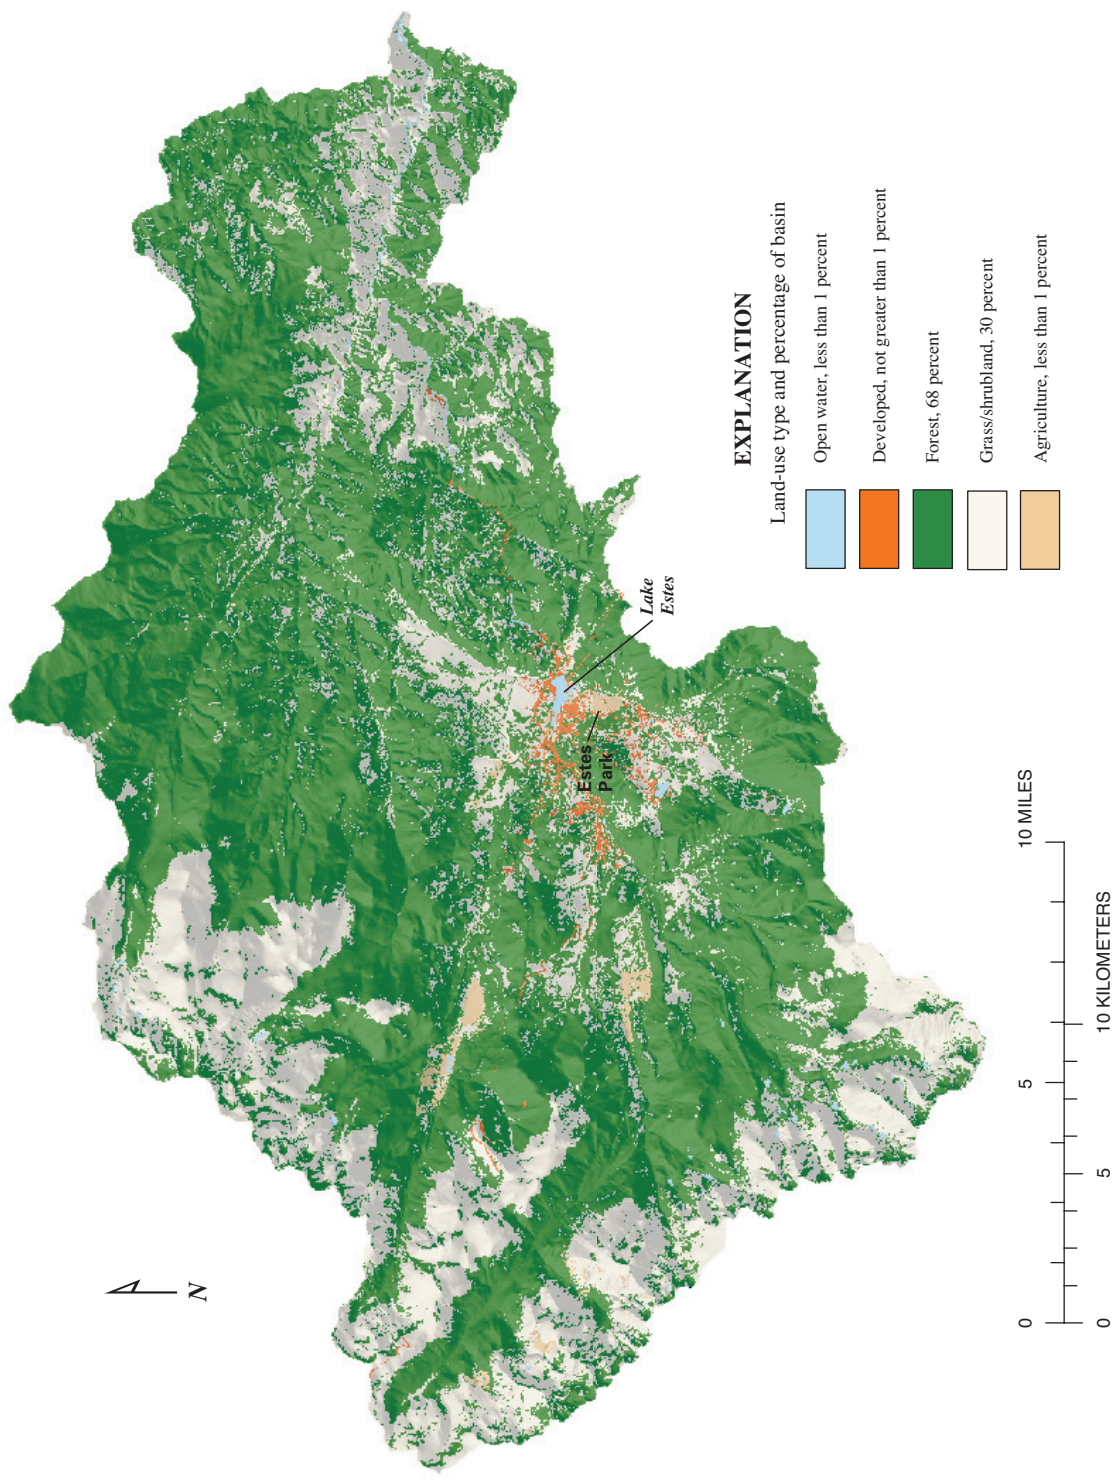 N
Lake
Estes
Estes
Park
EXPLANATION
Land-use type and percentage of basin
Open water, less than 1 percent
Developed, not greater than 1 percent
Forest, 68 percent
Grass/shrubland, 30 percent
Agriculture, less than 1 percent
0 5 10 MILES
0 5 10 KILOMETERS